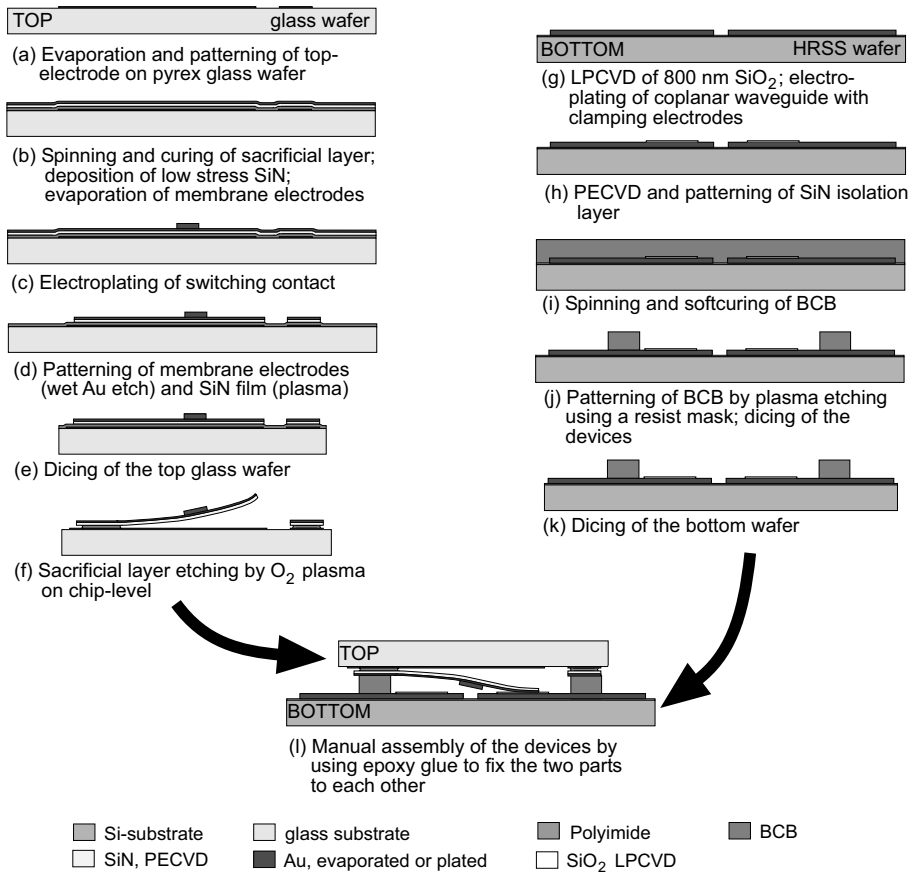 TOP glass wafer
(a) Evaporation and patterning of top-
electrode on pyrex glass wafer
(b) Spinning and curing of sacrificial layer;
deposition of low stress SiN;
evaporation of membrane electrodes
(c) Electroplating of switching contact
(d) Patterning of membrane electrodes
(wet Au etch) and SiN film (plasma)
(e) Dicing of the top glass wafer
(f) Sacrificial layer etching by O2 plasma
on chip-level
BOTTOM HRSS wafer
(g) LPCVD of 800 nm SiO2; electro-
plating of coplanar waveguide with
clamping electrodes
(h) PECVD and patterning of SiN isolation
layer
(i) Spinning and softcuring of BCB
(j) Patterning of BCB by plasma etching
using a resist mask; dicing of the
devices
(k) Dicing of the bottom wafer
TOP
BOTTOM
(l) Manual assembly of the devices by
using epoxy glue to fix the two parts
to each other
Si-substrate glass substrate Polyimide BCB
SiN, PECVD Au, evaporated or plated SiO2 LPCVD